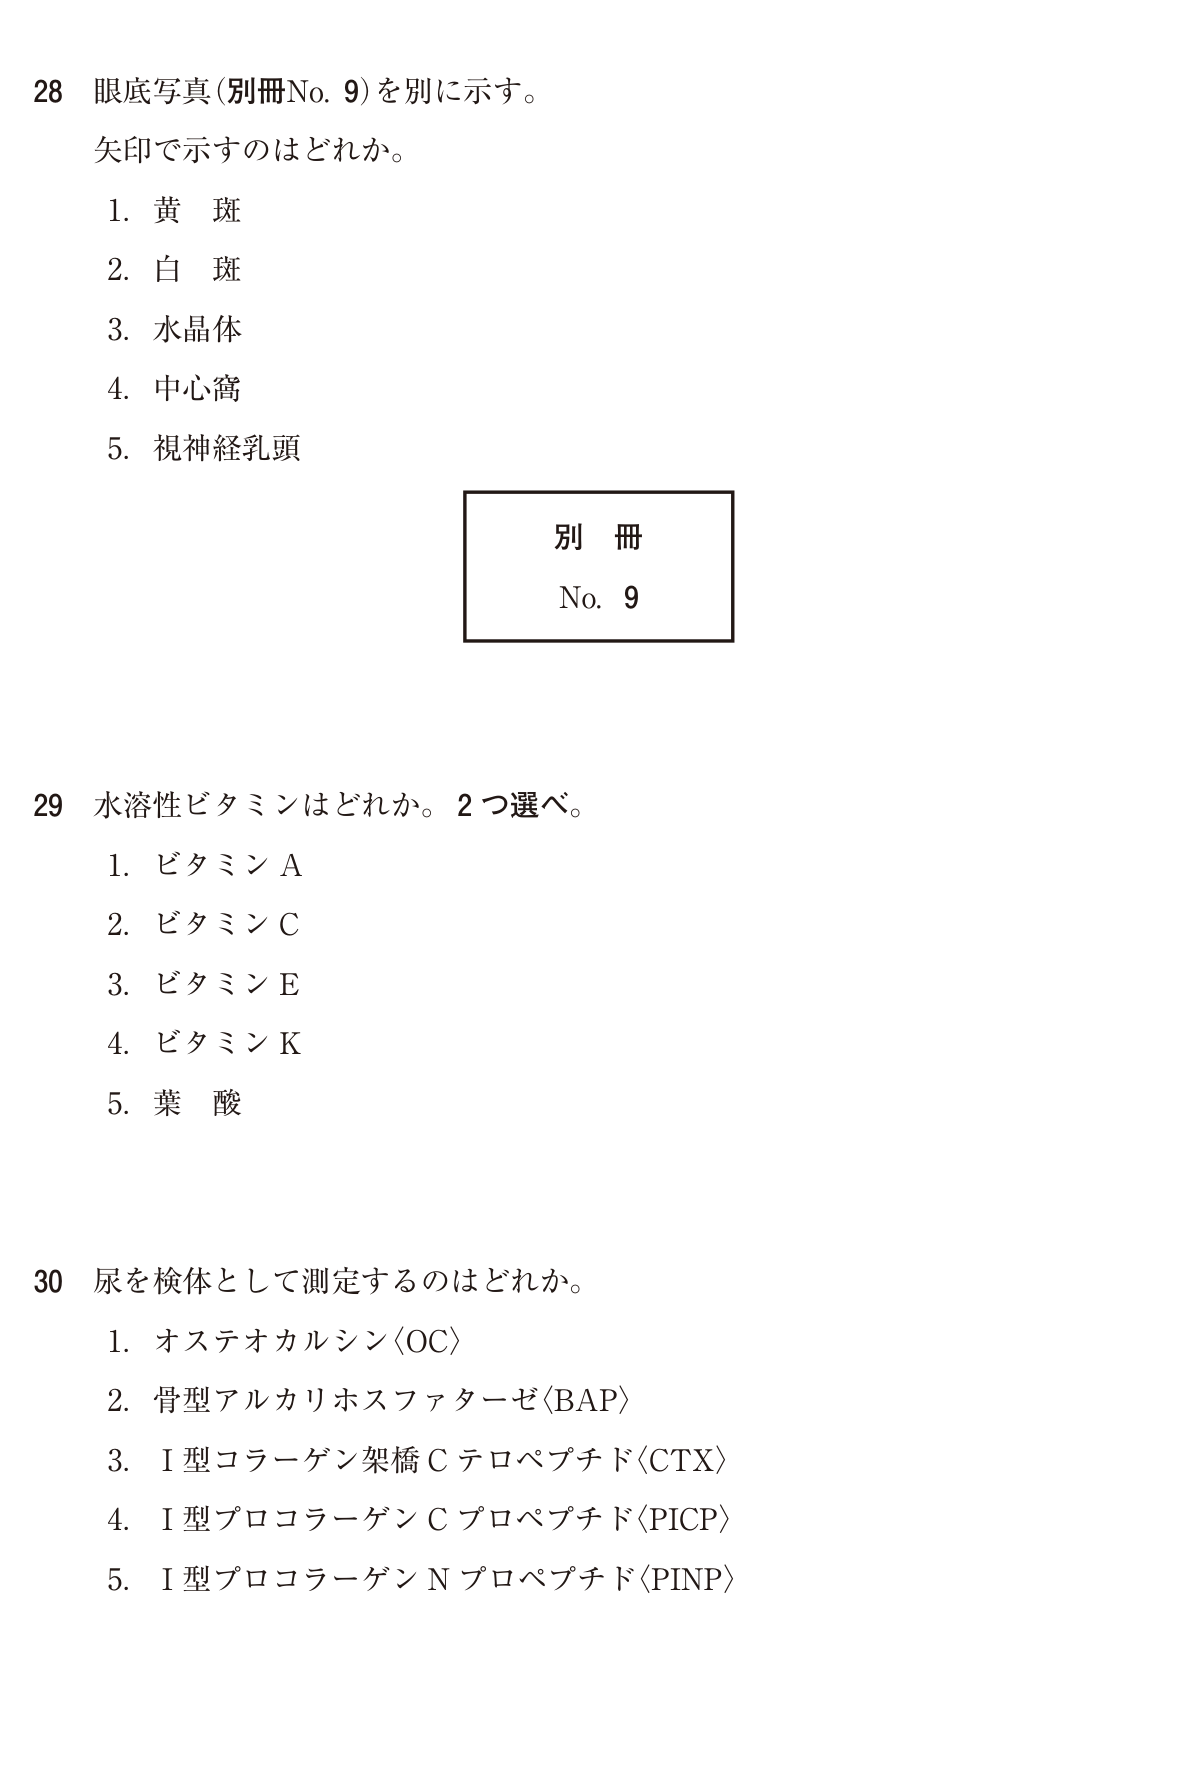 28 眼底写真(別冊No. 9)を別に示す。
矢印で示すのはどれか。
1. 黄　斑
2. 白　斑
3. 水晶体
4. 中心窩
5. 視神経乳頭
別　冊
No. 9
29 水溶性ビタミンはどれか。2つ選べ。
1. ビタミン A
2. ビタミン C
3. ビタミン E
4. ビタミン K
5. 葉　酸
30 尿を検体として測定するのはどれか。
1. オステオカルシン〈OC〉
2. 骨型アルカリホスファターゼ〈BAP〉
3. Ⅰ型コラーゲン架橋 C テロペプチド〈CTX〉
4. Ⅰ型プロコラーゲン C プロペプチド〈PICP〉
5. Ⅰ型プロコラーゲン N プロペプチド〈PINP〉